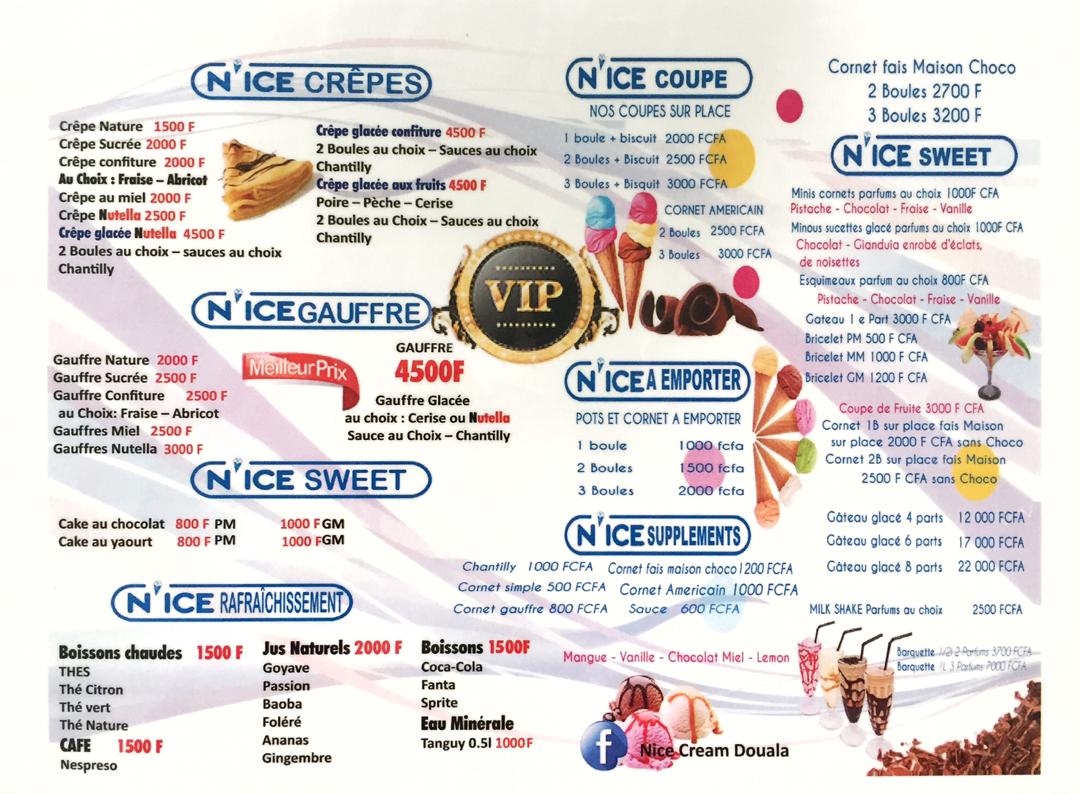 N'ICE CRÊPES
Crêpe Nature 1500 F
Crêpe Sucrée 2000 F
Crêpe confiture 2000 F
Au Choix : Fraise – Abricot
Crêpe au miel 2000 F
Crêpe Nutella 2500 F
Crêpe glacée Nutella 4500 F
2 Boules au choix – sauces au choix
Chantilly
Crêpe glacée confiture 4500 F
2 Boules au choix – Sauces au choix
Chantilly
Crêpe glacée aux fruits 4500 F
Poire – Pèche – Cerise
2 Boules au Choix – Sauces au choix
Chantilly
VIP
N'ICE GAUFFRE
Gauffre Nature 2000 F
Gauffre Sucrée 2500 F
Gauffre Confiture 2500 F
au Choix: Fraise – Abricot
Gauffres Miel 2500 F
Gauffres Nutella 3000 F
Meilleur Prix
GAUFFRE
4500F
Gauffre Glacée
au choix : Cerise ou Nutella
Sauce au Choix – Chantilly
N'ICE SWEET
Cake au chocolat 800 F PM 1000 F GM
Cake au yaourt 800 F PM 1000 F GM
N'ICE RAFRAÎCHISSEMENT
Boissons chaudes 1500 F
THES
Thé Citron
Thé vert
Thé Nature
CAFE 1500 F
Nespreso
Jus Naturels 2000 F
Goyave
Passion
Baoba
Foléré
Ananas
Gingembre
Boissons 1500F
Coca-Cola
Fanta
Sprite
Eau Minérale
Tanguy 0.5l 1000 F
N'ICE COUPE
NOS COUPES SUR PLACE
1 boule + biscuit 2000 FCFA
2 Boules + Biscuit 2500 FCFA
3 Boules + Bisquit 3000 FCFA
CORNET AMERICAIN
2 Boules 2500 FCFA
3 Boules 3000 FCFA
N'ICE A EMPORTER
POTS ET CORNET A EMPORTER
1 boule 1000 fcfa
2 Boules 1500 fcfa
3 Boules 2000 fcfa
N'ICE SUPPLEMENTS
Chantilly 1000 FCFA Cornet fais maison choco 1200 FCFA
Cornet simple 500 FCFA Cornet Americain 1000 FCFA
Cornet gauffre 800 FCFA Sauce 600 FCFA
Cornet fais Maison Choco
2 Boules 2700 F
3 Boules 3200 F
N'ICE SWEET
Minis cornets parfums au choix 1000F CFA
Pistache - Chocolat - Fraise - Vanille
Minous sucettes glacé parfums au choix 1000F CFA
Chocolat - Gianduia enrobé d'éclats,
de noisettes
Esquimeaux parfum au choix 800F CFA
Pistache - Chocolat - Fraise - Vanille
Gateau 1 e Part 3000 F CFA
Bricelet PM 500 F CFA
Bricelet MM 1000 F CFA
Bricelet GM 1200 F CFA
Coupe de Fruite 3000 F CFA
Cornet 1B sur place fais Maison
sur place 2000 F CFA sans Choco
Cornet 2B sur place fais Maison
2500 F CFA sans Choco
Gâteau glacé 4 parts 12 000 FCFA
Gâteau glacé 6 parts 17 000 FCFA
Gâteau glacé 8 parts 22 000 FCFA
MILK SHAKE Parfums au choix 2500 FCFA
Mangue - Vanille - Chocolat Miel - Lemon
Barquette 1/2l 2 Parfums 3700 FCFA
Barquette 1L 3 Parfums 7000 FCFA
f Nice Cream Douala